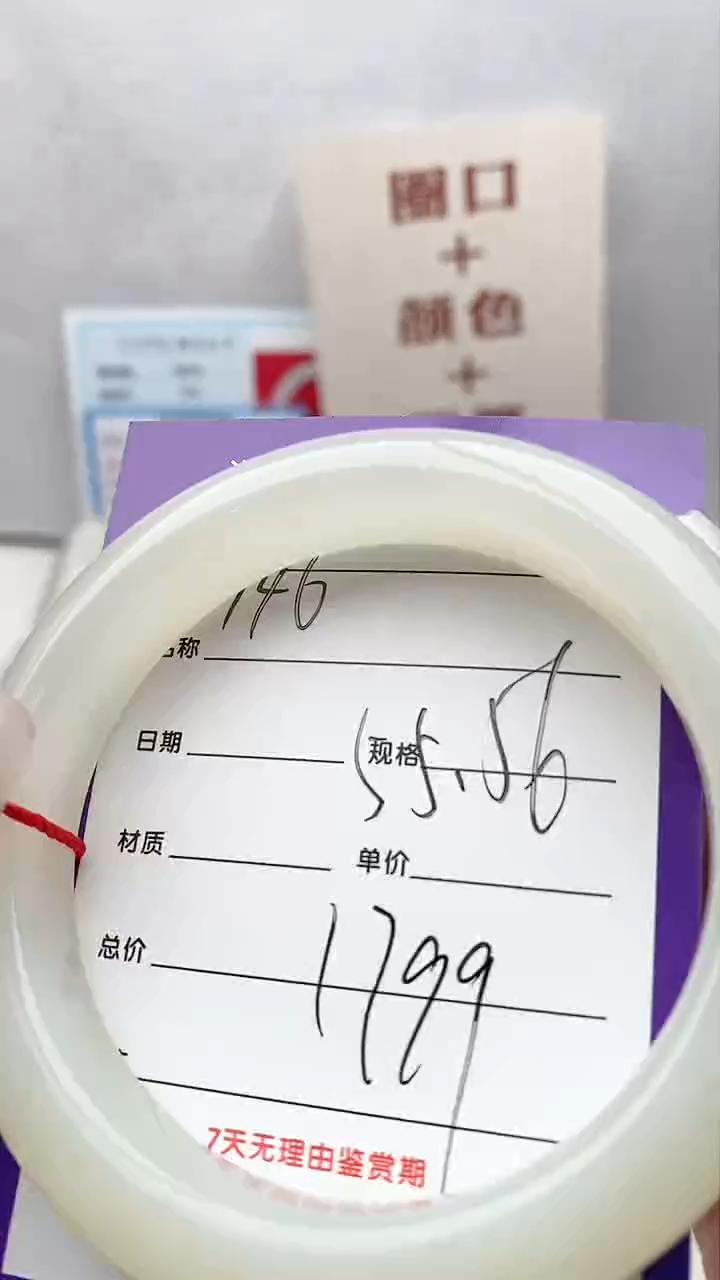 圈口
+
颜色
+
146
称
日期 规格 55.56
材质 单价
总价 1799
7天无理由鉴赏期